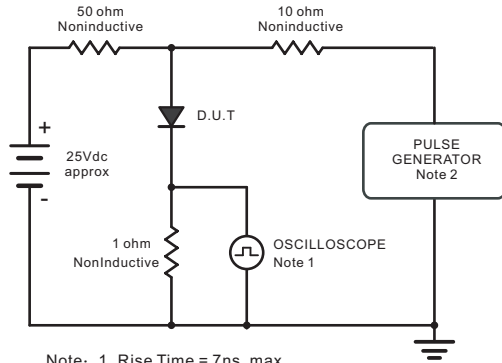 50 ohm
Noninductive
10 ohm
Noninductive
D.U.T
+
25Vdc
approx
-
PULSE
GENERATOR
Note 2
1 ohm
NonInductive
OSCILLOSCOPE
Note 1
Note: 1. Rise Time = 7ns max.